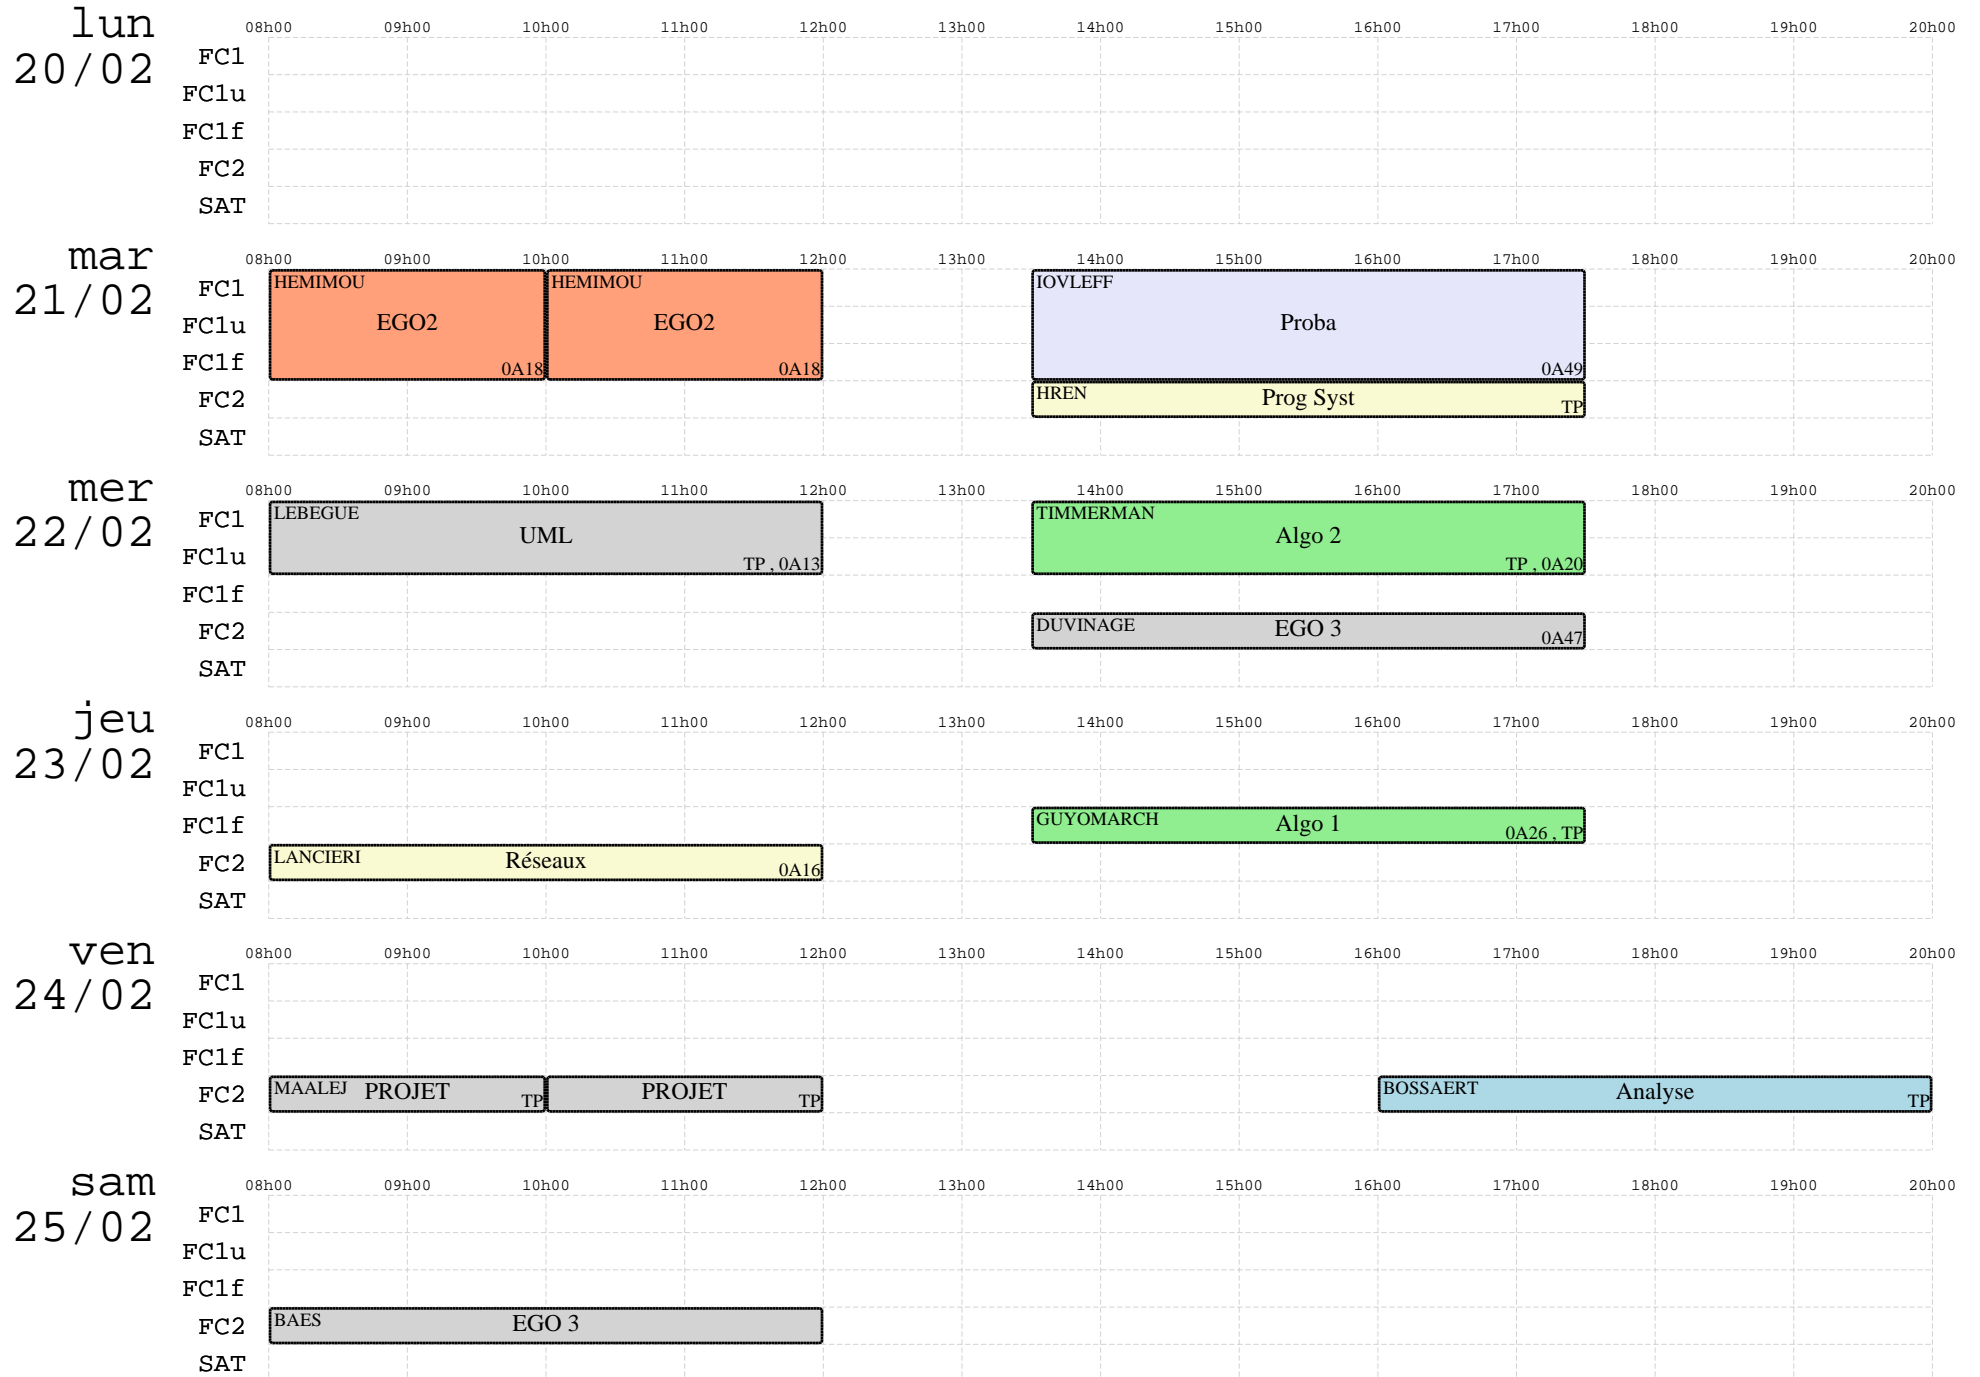 lun
20/02
08h00 09h00 10h00 11h00 12h00 13h00 14h00 15h00 16h00 17h00 18h00 19h00 20h00
FC1
FC1u
FC1f
FC2
SAT
mar
21/02
08h00 09h00 10h00 11h00 12h00 13h00 14h00 15h00 16h00 17h00 18h00 19h00 20h00
FC1 HEMIMOU HEMIMOU IOVLEFF
FC1u EGO2 EGO2 Proba
FC1f 0A18 0A18 0A49
FC2 HREN Prog Syst TP
SAT
mer
22/02
08h00 09h00 10h00 11h00 12h00 13h00 14h00 15h00 16h00 17h00 18h00 19h00 20h00
FC1 LEBEGUE TIMMERMAN
UML Algo 2
FC1u TP , 0A13 TP , 0A20
FC1f
FC2 DUVINAGE EGO 3 0A47
SAT
jeu
23/02
08h00 09h00 10h00 11h00 12h00 13h00 14h00 15h00 16h00 17h00 18h00 19h00 20h00
FC1
FC1u
FC1f GUYOMARCH Algo 1 0A26 , TP
FC2 LANCIERI Réseaux 0A16
SAT
ven
24/02
08h00 09h00 10h00 11h00 12h00 13h00 14h00 15h00 16h00 17h00 18h00 19h00 20h00
FC1
FC1u
FC1f
FC2 MAALEJ PROJET TP PROJET TP BOSSAERT Analyse TP
SAT
sam
25/02
08h00 09h00 10h00 11h00 12h00 13h00 14h00 15h00 16h00 17h00 18h00 19h00 20h00
FC1
FC1u
FC1f
FC2 BAES EGO 3
SAT